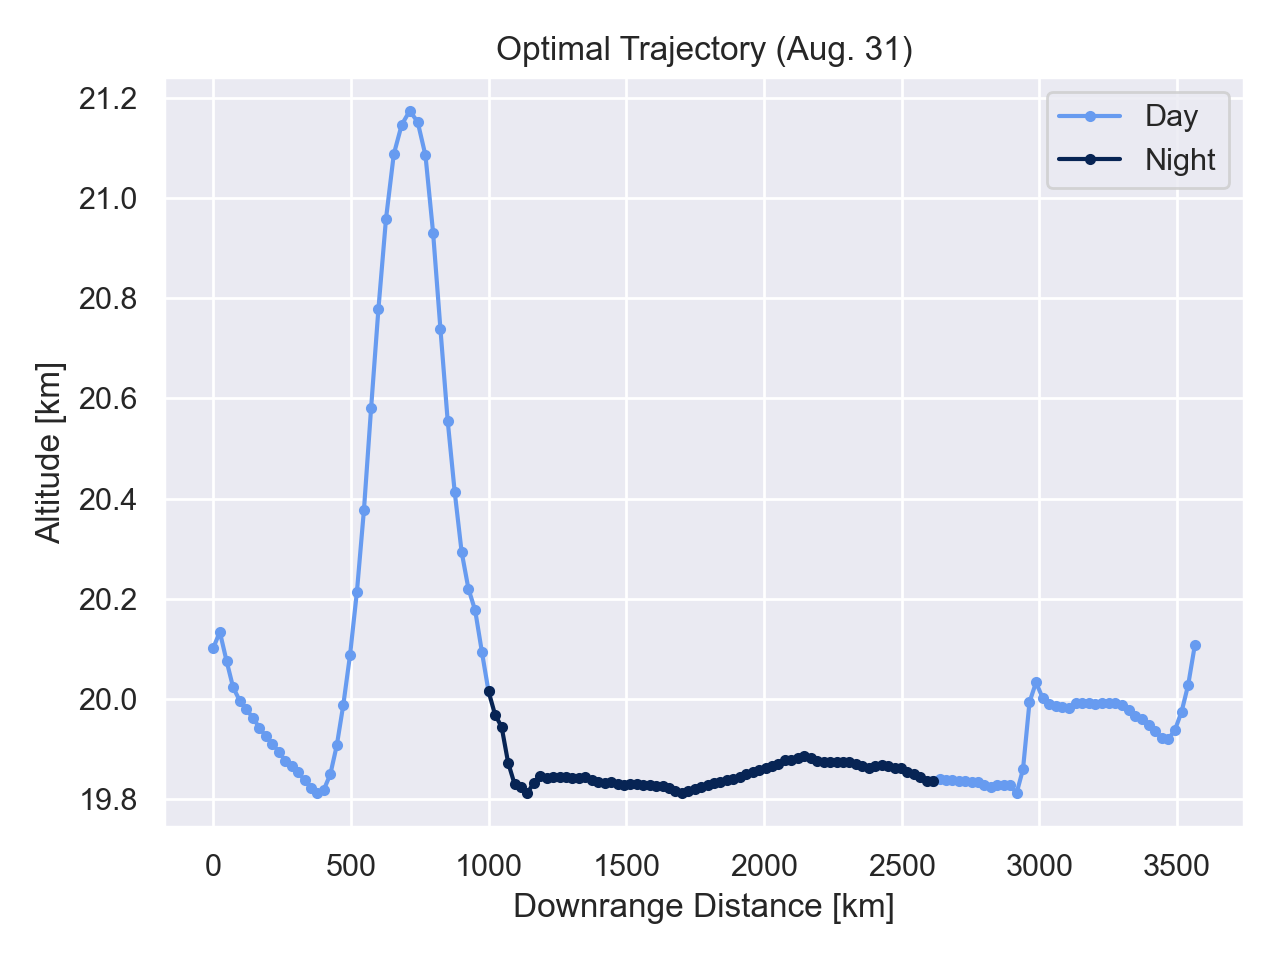 Optimal Trajectory (Aug. 31)
21.2
21.0
20.8
20.6
20.4
20.2
20.0
19.8
Altitude [km]
Day
Night
0 500 1000 1500 2000 2500 3000 3500
Downrange Distance [km]